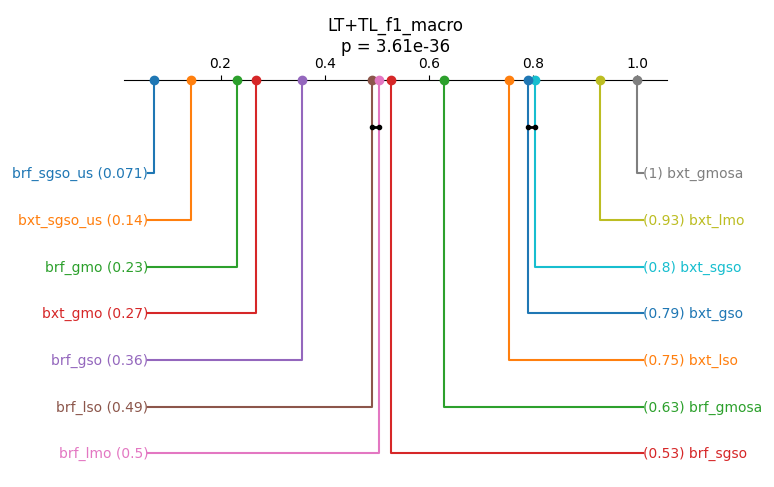 LT+TL_f1_macro
p = 3.61e-36
0.2 0.4 0.6 0.8 1.0
brf_sgso_us (0.071) (1) bxt_gmosa
bxt_sgso_us (0.14) (0.93) bxt_lmo
brf_gmo (0.23) (0.8) bxt_sgso
bxt_gmo (0.27) (0.79) bxt_gso
brf_gso (0.36) (0.75) bxt_lso
brf_lso (0.49) (0.63) brf_gmosa
brf_lmo (0.5) (0.53) brf_sgso